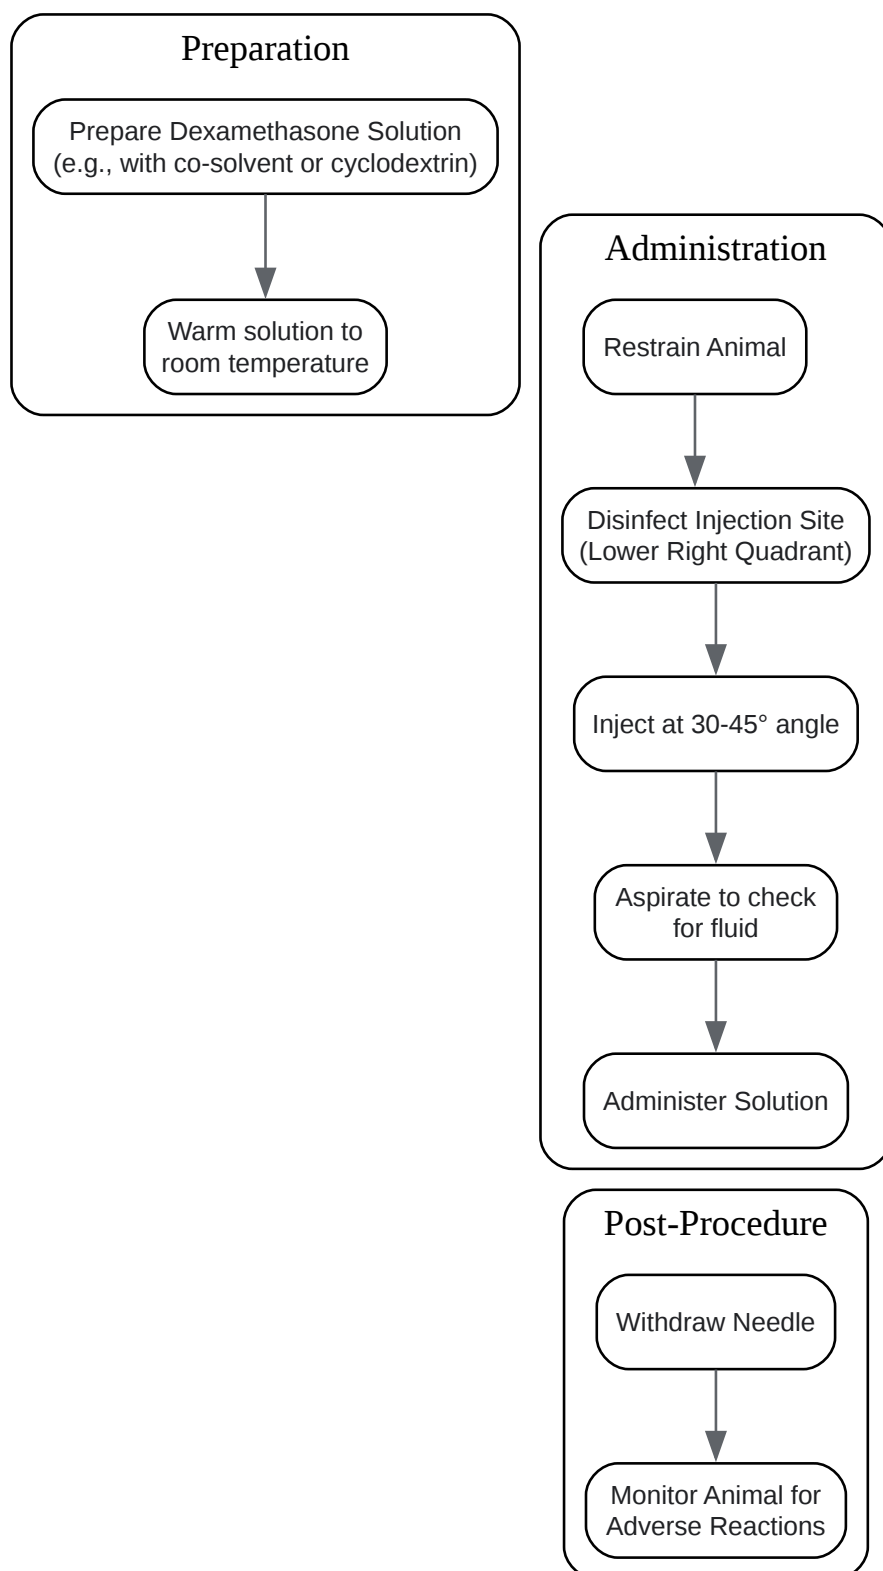 Preparation
Prepare Dexamethasone Solution
(e.g., with co-solvent or cyclodextrin)
Warm solution to
room temperature
Administration
Restrain Animal
Disinfect Injection Site
(Lower Right Quadrant)
Inject at 30-45° angle
Aspirate to check
for fluid
Administer Solution
Post-Procedure
Withdraw Needle
Monitor Animal for
Adverse Reactions